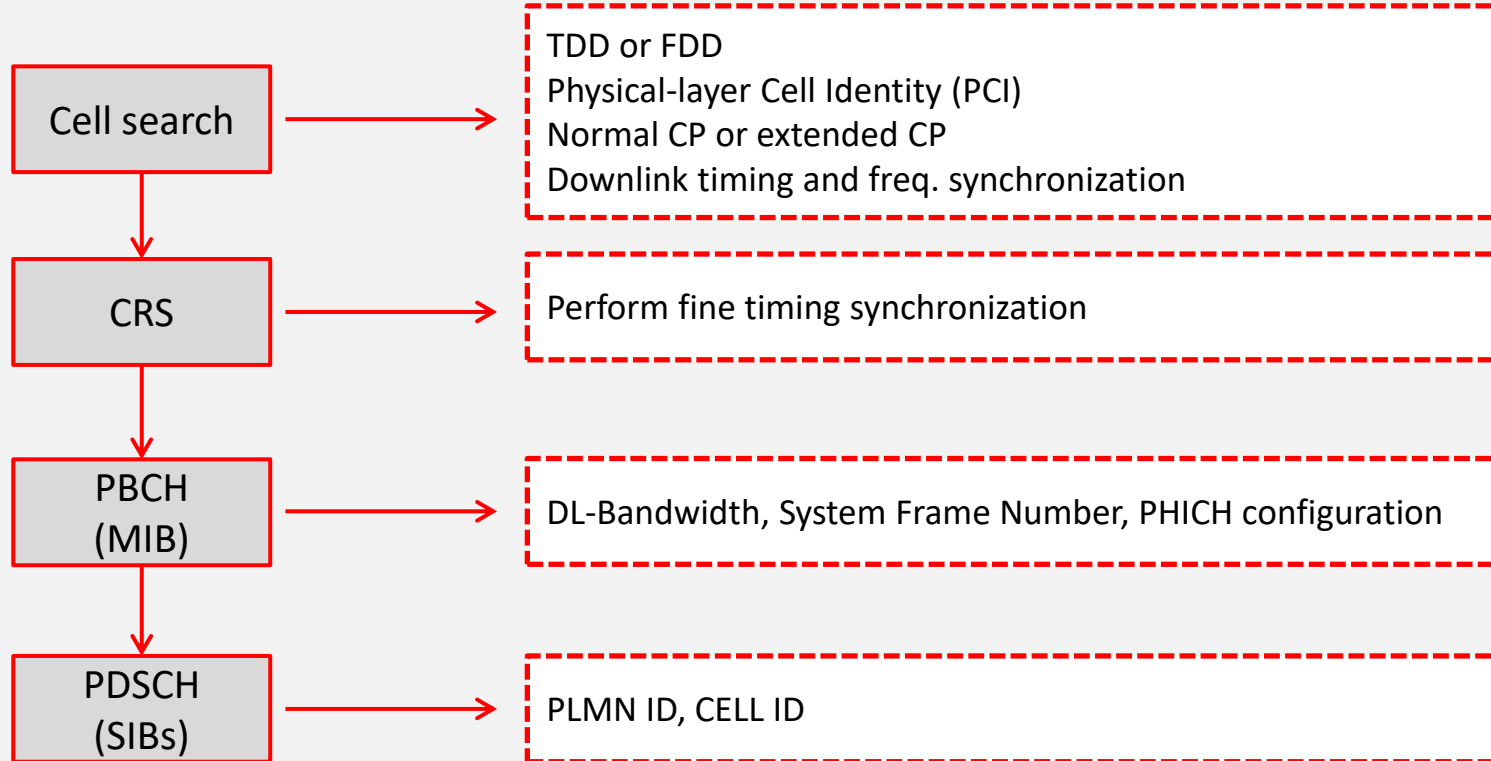 Cell search
TDD or FDD
Physical-layer Cell Identity (PCI)
Normal CP or extended CP
Downlink timing and freq. synchronization
CRS
Perform fine timing synchronization
PBCH
(MIB)
DL-Bandwidth, System Frame Number, PHICH configuration
PDSCH
(SIBs)
PLMN ID, CELL ID